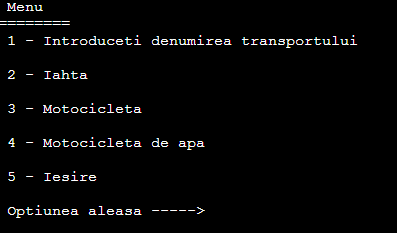 Menu
========
1 - Introduceti denumirea transportului
2 - Iahta
3 - Motocicleta
4 - Motocicleta de apa
5 - Iesire
Optiunea aleasa ----->